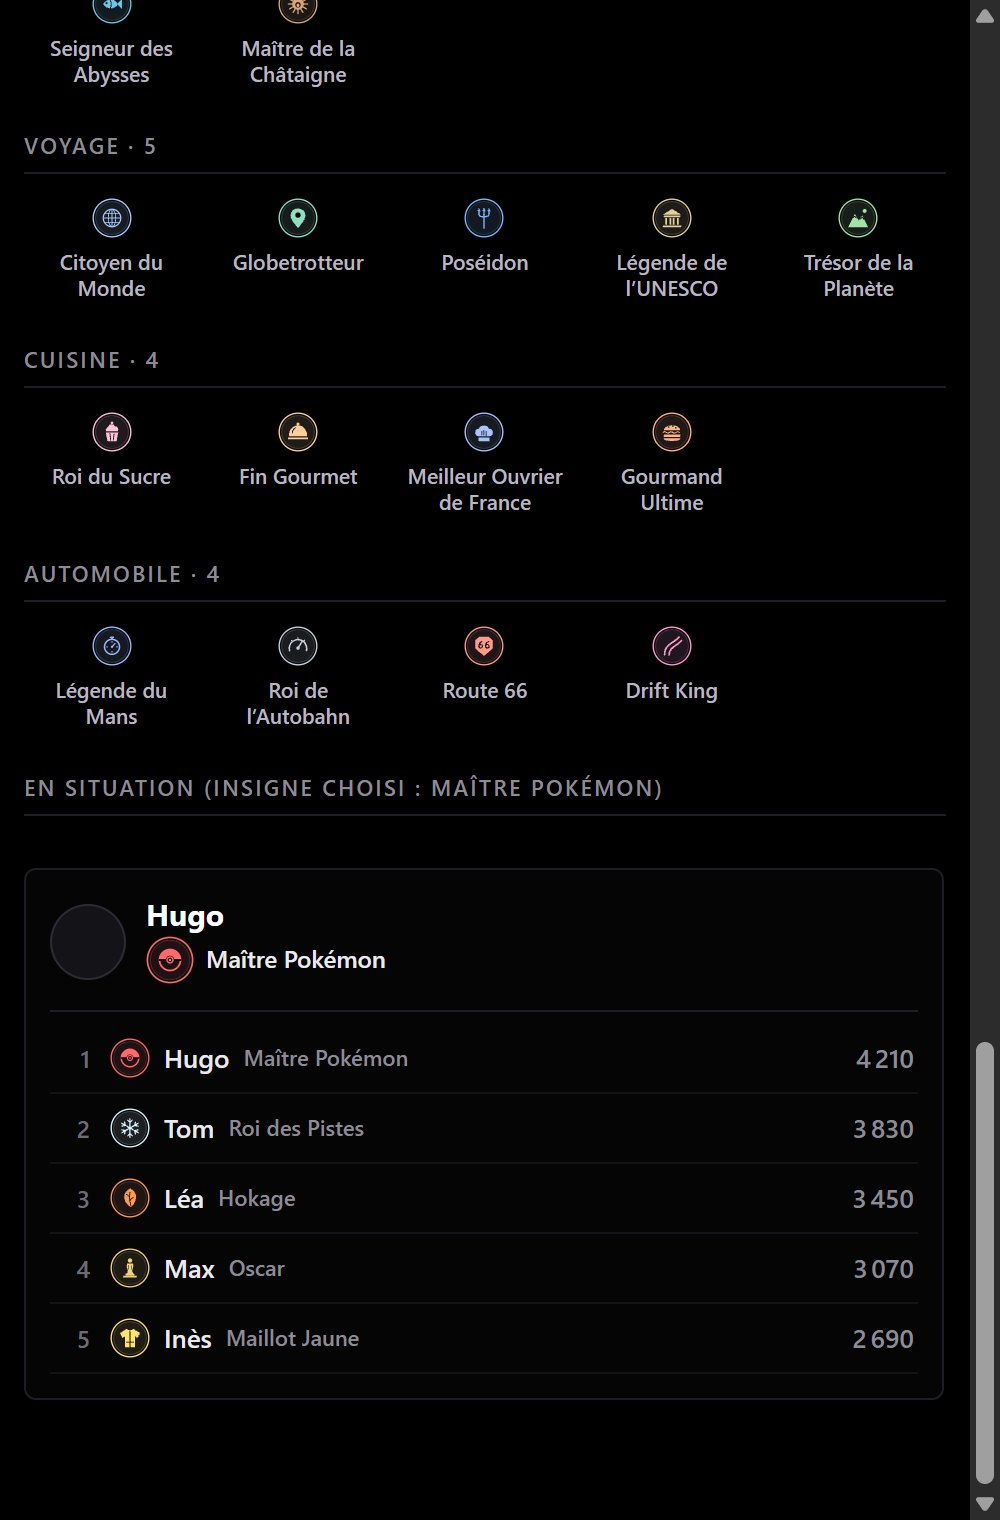 Seigneur des
Abysses
Maître de la
Châtaigne
VOYAGE · 5
Citoyen du
Monde
Globetrotteur
Poséidon
Légende de
l’UNESCO
Trésor de la
Planète
CUISINE · 4
Roi du Sucre
Fin Gourmet
Meilleur Ouvrier
de France
Gourmand
Ultime
AUTOMOBILE · 4
Légende du
Mans
Roi de
l’Autobahn
66
Route 66
Drift King
EN SITUATION (INSIGNE CHOISI : MAÎTRE POKÉMON)
Hugo
Maître Pokémon
1 Hugo Maître Pokémon 4 210
2 Tom Roi des Pistes 3 830
3 Léa Hokage 3 450
4 Max Oscar 3 070
5 Inès Maillot Jaune 2 690